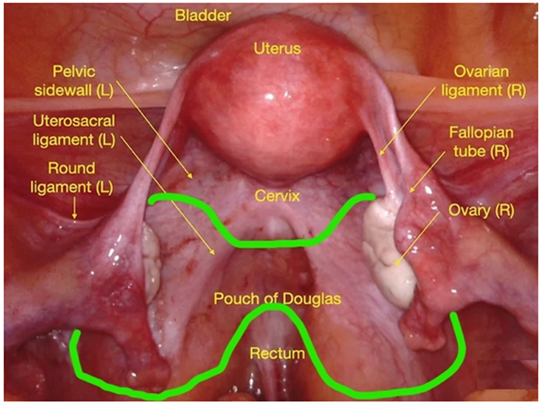 Bladder
Uterus
Pelvic
sidewall (L)
Ovarian
ligament (R)
Uterosacral
ligament (L)
Fallopian
tube (R)
Round
ligament (L)
Cervix
Ovary (R)
Pouch of Douglas
Rectum